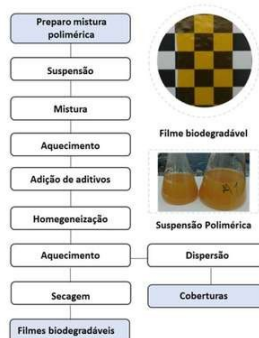 Preparo mistura
polimérica
Suspensão
Mistura
Aquecimento
Adição de aditivos
Homogeneização
Aquecimento
Secagem
Filmes biodegradáveis
Dispersão
Coberturas
Filme biodegradável
Suspensão Polimérica